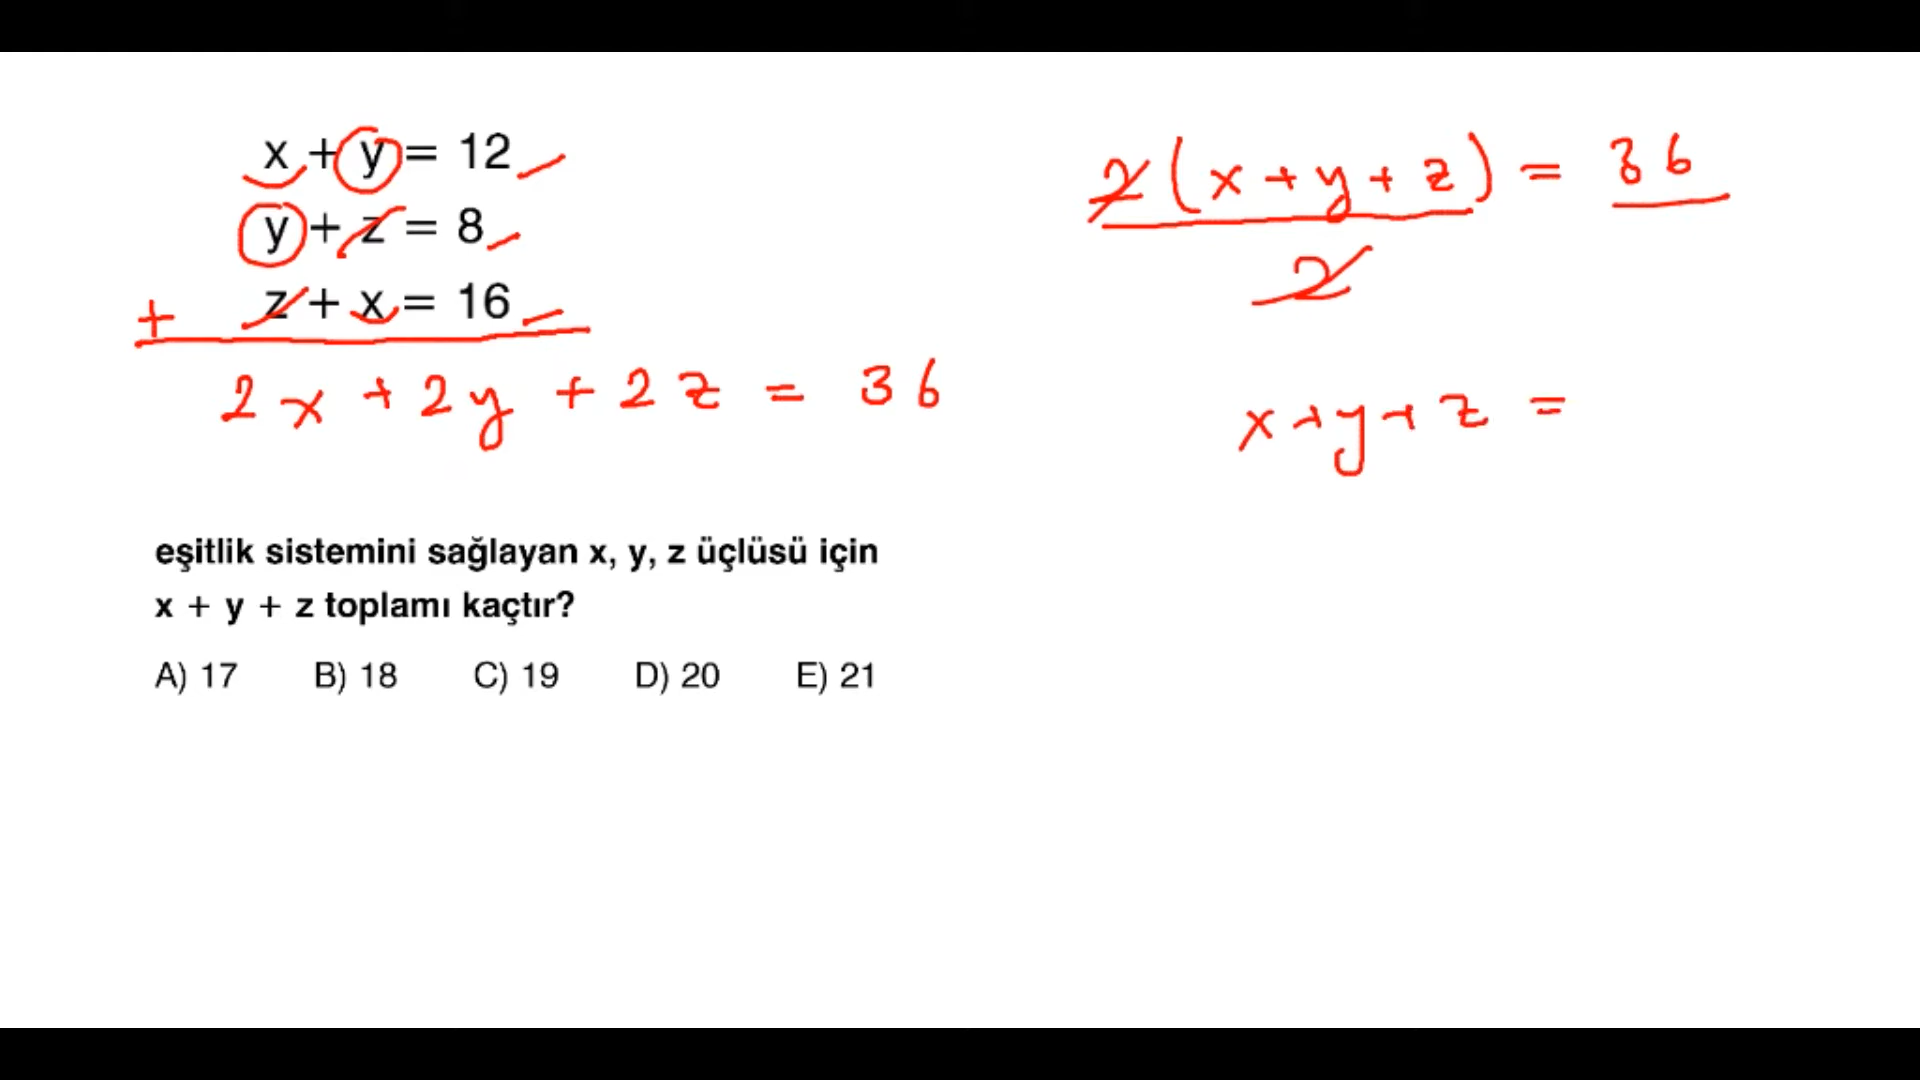 x + y = 12
y + z = 8
z + x = 16
+
2x + 2y + 2z = 36
2(x + y + z) = 36
2
x + y + z =
eşitlik sistemini sağlayan x, y, z üçlüsü için
x + y + z toplamı kaçtır?
A) 17 B) 18 C) 19 D) 20 E) 21